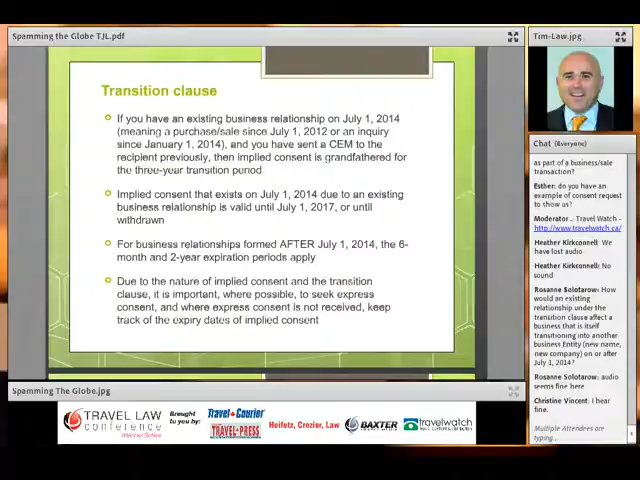 Spamming the Globe TJL.pdf
Transition clause
If you have an existing business relationship on July 1, 2014
(meaning a purchase/sale since July 1, 2012 or an inquiry
since January 1, 2014), and you have sent a CEM to the
recipient previously, then implied consent is grandfathered for
the three-year transition period
Implied consent that exists on July 1, 2014 due to an existing
business relationship is valid until July 1, 2017, or until
withdrawn
For business relationships formed AFTER July 1, 2014, the 6-
month and 2-year expiration periods apply
Due to the nature of implied consent and the transition
clause, it is important, where possible, to seek express
consent, and where express consent is not received, keep
track of the expiry dates of implied consent
Tim-Law.jpg
Chat (Everyone)
as part of a business/sale
transaction?
Esther: do you have an
example of consent request
to show us?
Moderator .. Travel Watch -
http://www.travelwatch.ca/
Heather Kirkconnell: We
have lost audio
Heather Kirkconnell: No
sound
Rosanne Solotarow: How
would an existing
relationship under the
transition clause affect a
business that is itself
transitioning into another
business Entity (new name,
new company) on or after
July 1, 2014?
Rosanne Solotarow: audio
seems fine here
Christine Vincent: I hear
fine.
Multiple Attendees are
typing...
Spamming The Globe.jpg
TRAVEL LAW
conference
Webinar Series
Brought
to you by:
Travel Courier
TRAVEL PRESS
Heifetz, Crozier, Law
BAXTER
travelwatch